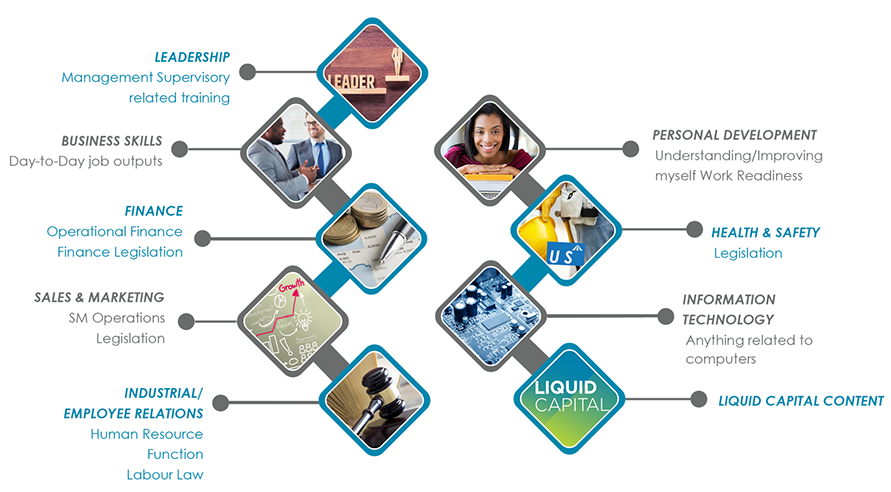 LEADERSHIP
Management Supervisory
related training
LEADER
BUSINESS SKILLS
Day-to-Day job outputs
FINANCE
Operational Finance
Finance Legislation
SALES & MARKETING
SM Operations
Legislation
Growth
INDUSTRIAL/
EMPLOYEE RELATIONS
Human Resource
Function
Labour Law
PERSONAL DEVELOPMENT
Understanding/Improving
myself Work Readiness
HEALTH & SAFETY
Legislation
US
INFORMATION
TECHNOLOGY
Anything related to
computers
LIQUID
CAPITAL
LIQUID CAPITAL CONTENT